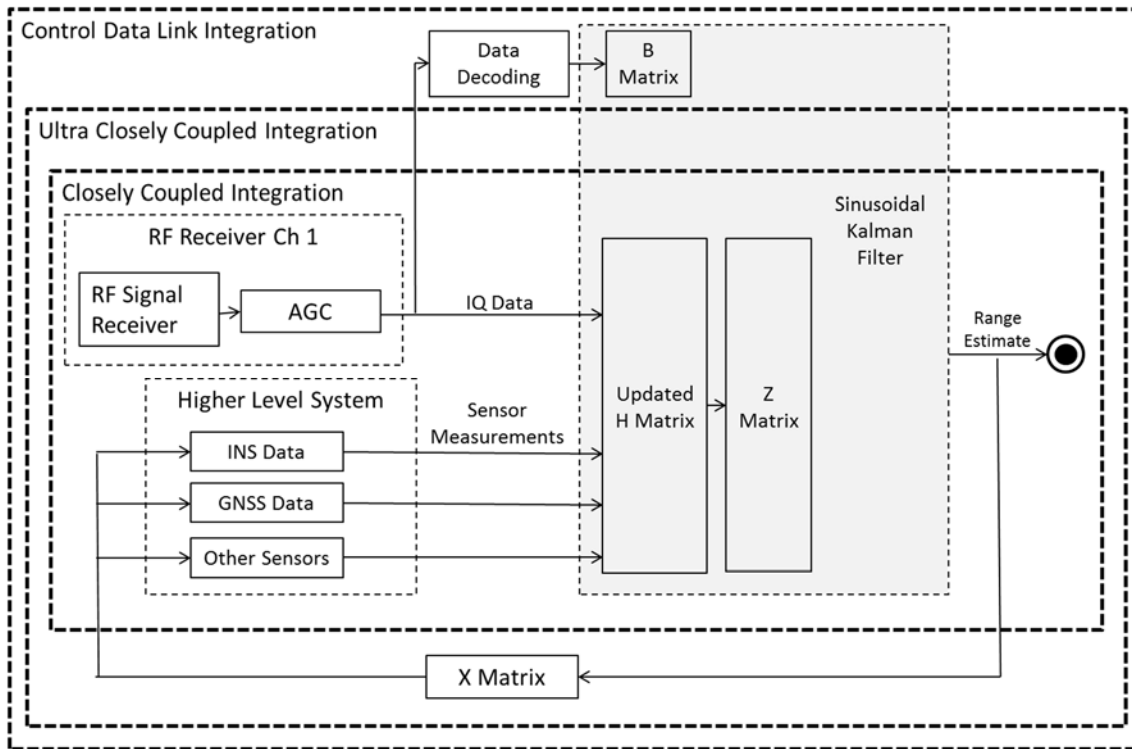 Control Data Link Integration
Data
Decoding
B
Matrix
Ultra Closely Coupled Integration
Closely Coupled Integration
RF Receiver Ch 1
RF Signal
Receiver
AGC
IQ Data
Sinusoidal
Kalman
Filter
Range
Estimate
Higher Level System
Sensor
Measurements
INS Data
GNSS Data
Other Sensors
Updated
H Matrix
Z
Matrix
X Matrix